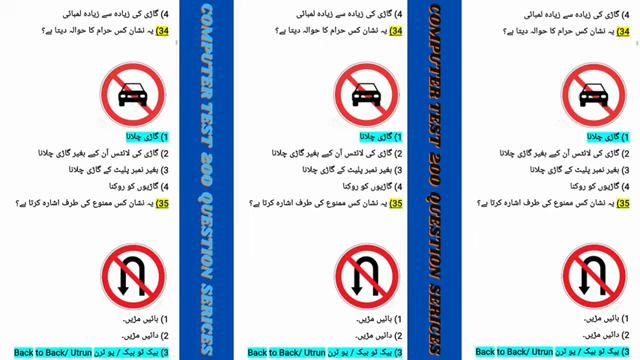 4) گاڑی کی زیادہ سے زیادہ لمبائی
34) یہ نشان کس حرام کا حوالہ دیتا ہے؟
1) گاڑی چلانا
2) گاڑی کی لائٹس آن کیے بغیر گاڑی چلانا
3) بغیر نمبر پلیٹ کے گاڑی چلانا
4) گاڑیوں کو روکنا
35) یہ نشان کس ممنوع کی طرف اشارہ کرتا ہے؟
1) بائیں مڑیں۔
2) دائیں مڑیں۔
3) بیک ٹو بیک / یو ٹرن Back to Back/ Utrun
COMPUTER TEST 200 QUESTION SERICES
4) گاڑی کی زیادہ سے زیادہ لمبائی
34) یہ نشان کس حرام کا حوالہ دیتا ہے؟
1) گاڑی چلانا
2) گاڑی کی لائٹس آن کیے بغیر گاڑی چلانا
3) بغیر نمبر پلیٹ کے گاڑی چلانا
4) گاڑیوں کو روکنا
35) یہ نشان کس ممنوع کی طرف اشارہ کرتا ہے؟
1) بائیں مڑیں۔
2) دائیں مڑیں۔
3) بیک ٹو بیک / یو ٹرن Back to Back/ Utrun
COMPUTER TEST 200 QUESTION SERICES
4) گاڑی کی زیادہ سے زیادہ لمبائی
34) یہ نشان کس حرام کا حوالہ دیتا ہے؟
1) گاڑی چلانا
2) گاڑی کی لائٹس آن کیے بغیر گاڑی چلانا
3) بغیر نمبر پلیٹ کے گاڑی چلانا
4) گاڑیوں کو روکنا
35) یہ نشان کس ممنوع کی طرف اشارہ کرتا ہے؟
1) بائیں مڑیں۔
2) دائیں مڑیں۔
3) بیک ٹو بیک / یو ٹرن Back to Back/ Utrun